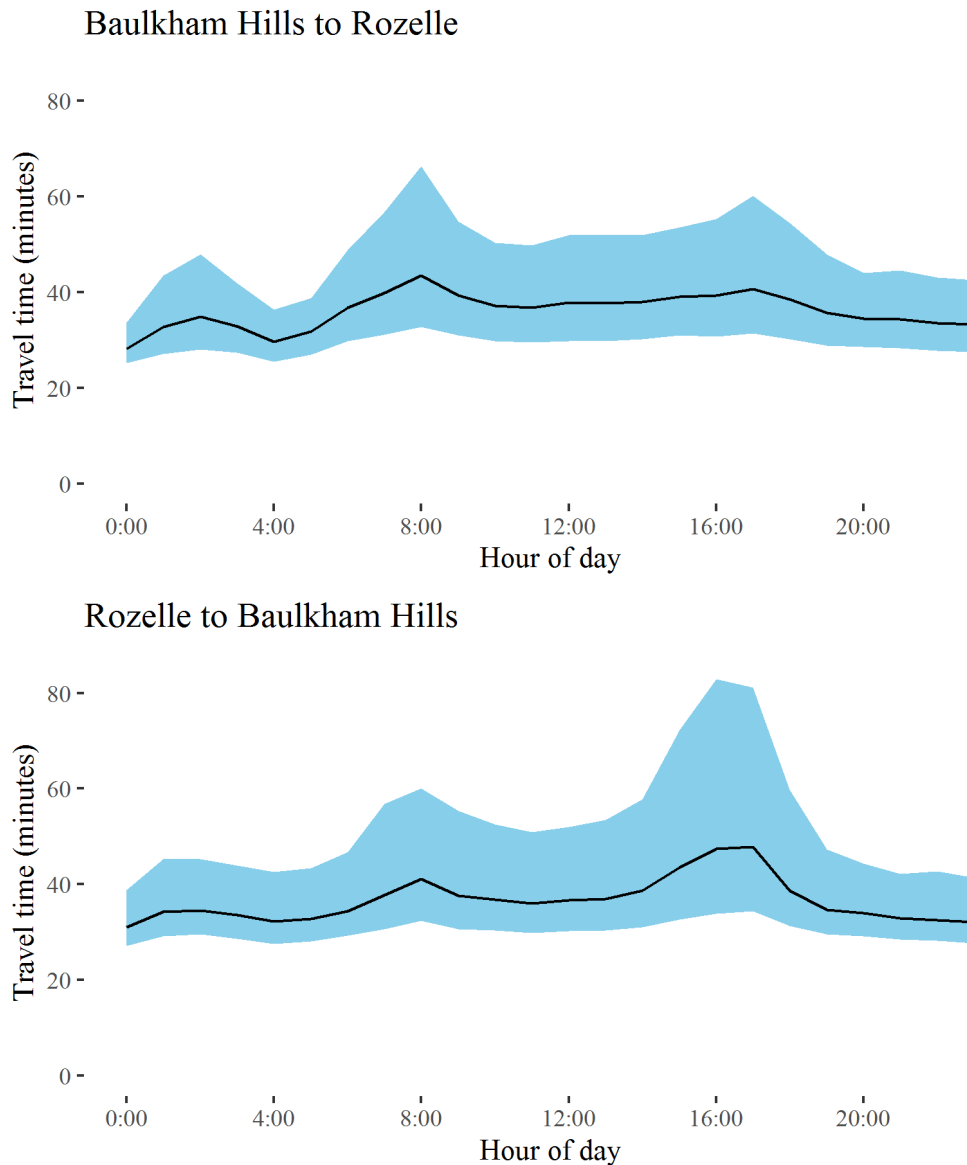 Baulkham Hills to Rozelle
80
60
40
20
0
Travel time (minutes)
0:00 4:00 8:00 12:00 16:00 20:00
Hour of day
Rozelle to Baulkham Hills
80
60
40
20
0
Travel time (minutes)
0:00 4:00 8:00 12:00 16:00 20:00
Hour of day